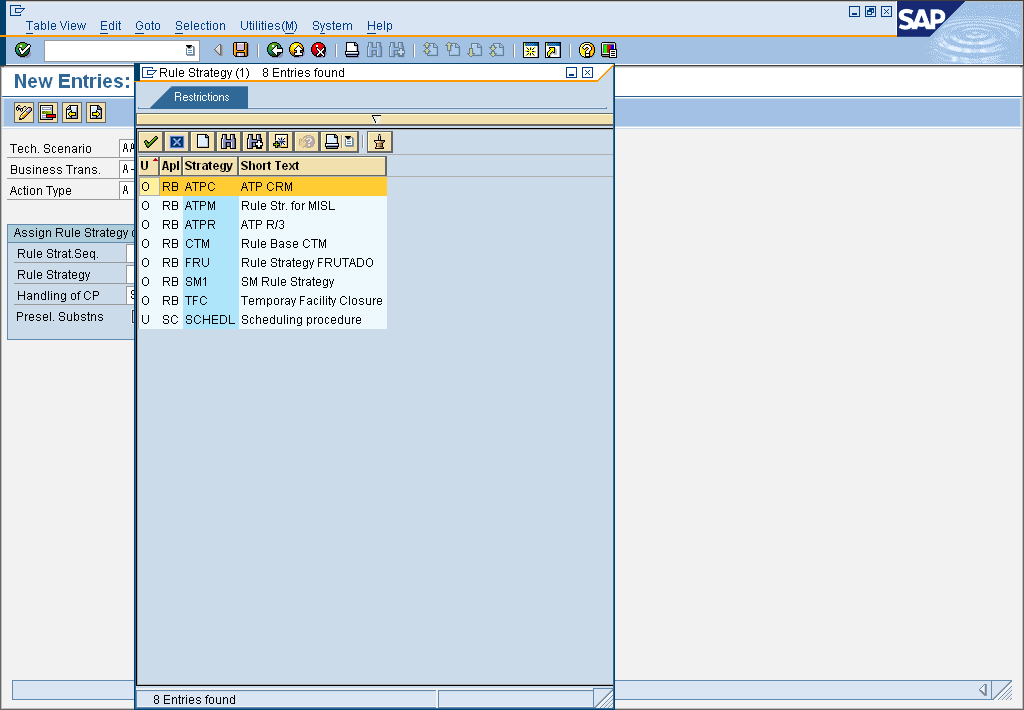 Table View Edit Goto Selection Utilities(M) System Help
SAP
New Entries:
Rule Strategy (1) 8 Entries found
Restrictions
Tech. Scenario
Business Trans.
Action Type A
Assign Rule Strategy
Rule Strat.Seq.
Rule Strategy
Handling of CP
Presel. Substns
U Apl Strategy Short Text
O RB ATPC ATP CRM
O RB ATPM Rule Str. for MISL
O RB ATPR ATP R/3
O RB CTM Rule Base CTM
O RB FRU Rule Strategy FRUTADO
O RB SM1 SM Rule Strategy
O RB TFC Temporay Facility Closure
U SC SCHEDL Scheduling procedure
8 Entries found